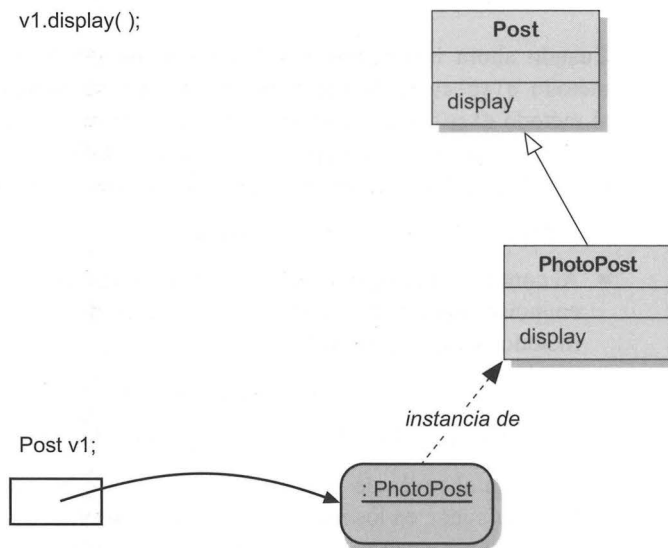 v1.display( );
Post
display
PhotoPost
display
instancia de
Post v1;
: PhotoPost